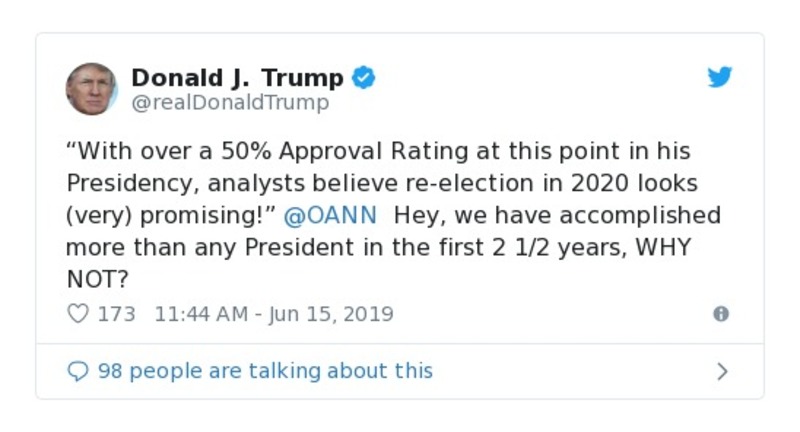 Donald J. Trump
@realDonaldTrump
“With over a 50% Approval Rating at this point in his
Presidency, analysts believe re-election in 2020 looks
(very) promising!” @OANN  Hey, we have accomplished
more than any President in the first 2 1/2 years, WHY
NOT?
173 11:44 AM - Jun 15, 2019
98 people are talking about this